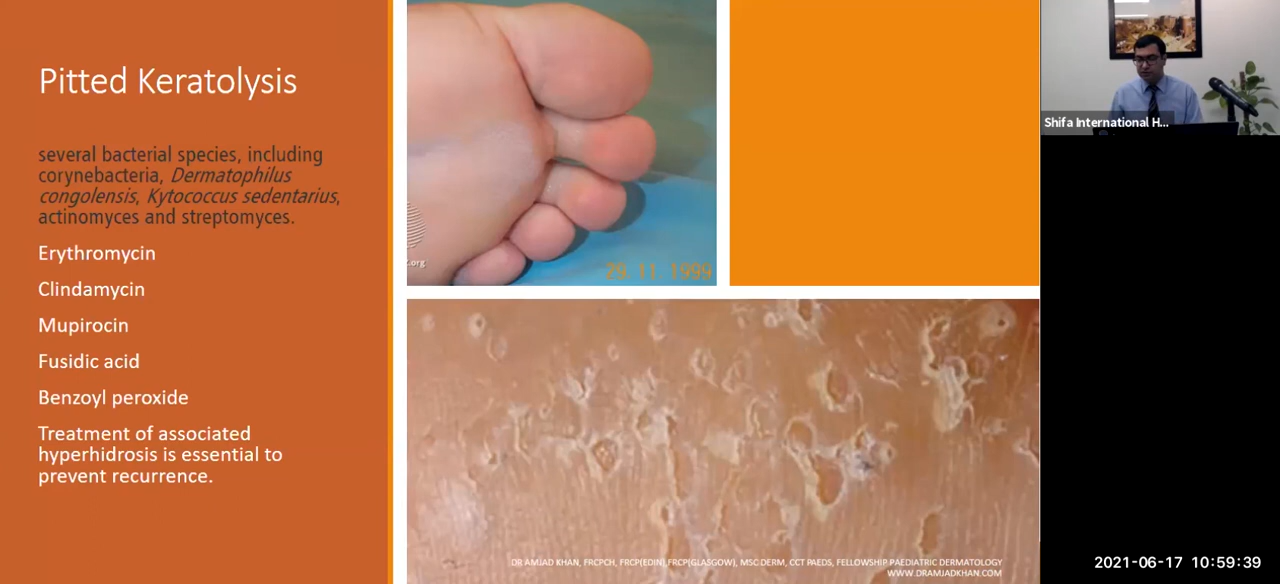 Pitted Keratolysis
several bacterial species, including
corynebacteria, Dermatophilus
congolensis, Kytococcus sedentarius,
actinomyces and streptomyces.
Erythromycin
Clindamycin
Mupirocin
Fusidic acid
Benzoyl peroxide
Treatment of associated
hyperhidrosis is essential to
prevent recurrence.
.org
29 11 1999
DR AMJAD KHAN, FRCPCH, FRCP(EDIN),FRCP(GLASGOW), MSC DERM, CCT PAEDS, FELLOWSHIP PAEDIATRIC DERMATOLOGY
WWW.DRAMJADKHAN.COM
Shifa International H...
2021-06-17 10:59:39